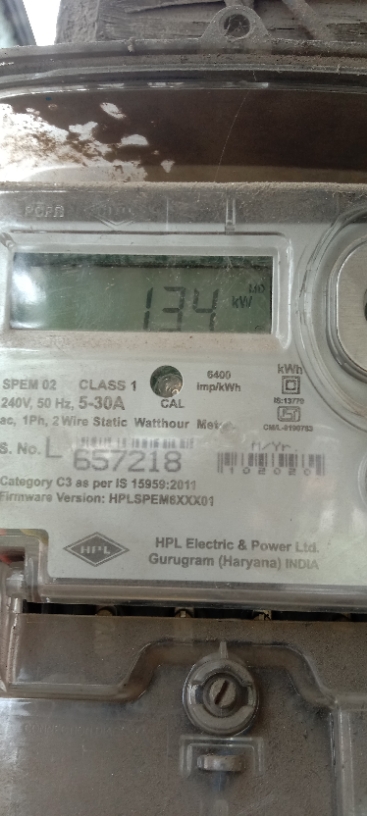 134 kW
SPEM 02 CLASS 1 CAL 6400 imp/kWh kWh
240V, 50 Hz, 5-30A IS:13779
ac, 1Ph, 2 Wire Static Watthour
S. No. L 657218
M/Yr.
102020
Category C3 as per IS 15959:2011
Firmware Version: HPLSPEM6XXX01
HPL
HPL Electric & Power Ltd.
Gurugram (Haryana) INDIA